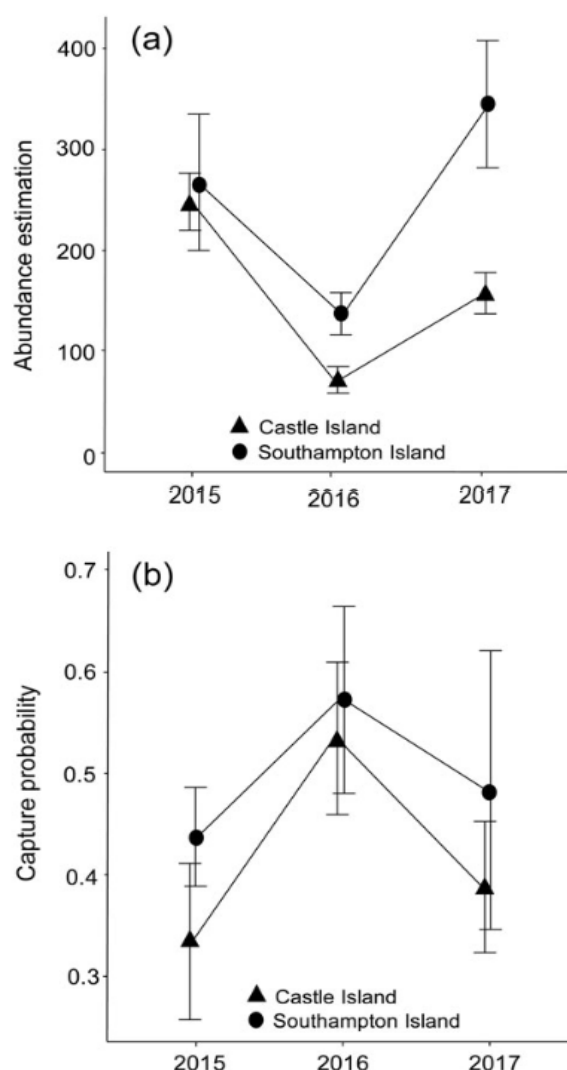 (a)
400
300
200
100
0
Abundance estimation
Castle Island
Southampton Island
2015
2016
2017
(b)
0.7
0.6
0.5
0.4
0.3
Capture probability
Castle Island
Southampton Island
2015
2016
2017